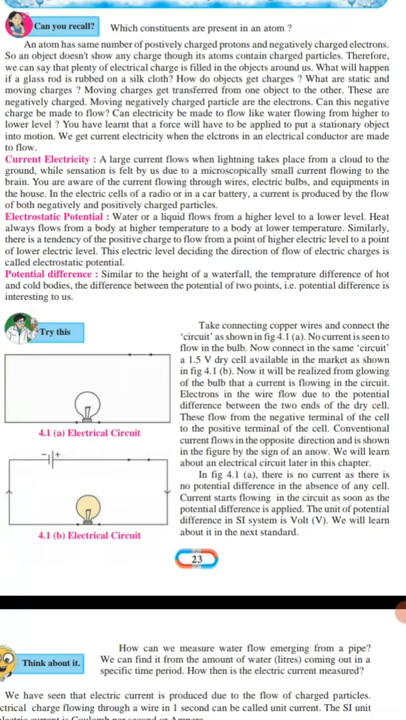 Can you recall?
Which constituents are present in an atom ?
An atom has same number of postively charged protons and negatively charged electrons.
So an object doesn't show any charge though its atoms contain charged particles. Therefore,
we can say that plenty of electrical charge is filled in the objects around us. What will happen
if a glass rod is rubbed on a silk cloth? How do objects get charges ? What are static and
moving charges ? Moving charges get transferred from one object to the other. These are
negatively charged. Moving negatively charged particle are the electrons. Can this negative
charge be made to flow? Can electricity be made to flow like water flowing from higher to
lower level ? You have learnt that a force will have to be applied to put a stationary object
into motion. We get current electricity when the elctrons in an electrical conductor are made
to flow.
Current Electricity : A large current flows when lightning takes place from a cloud to the
ground, while sensation is felt by us due to a microscopically small current flowing to the
brain. You are aware of the current flowing through wires, electric bulbs, and equipments in
the house. In the electric cells of a radio or in a car battery, a current is produced by the flow
of both negatively and positively charged particles.
Electrostatic Potential : Water or a liquid flows from a higher level to a lower level. Heat
always flows from a body at higher temperature to a body at lower temperature. Similarly,
there is a tendency of the positive charge to flow from a point of higher electric level to a point
of lower electric level. This electric level deciding the direction of flow of electric charges is
called electrostatic potential.
Potential difference : Similar to the height of a waterfall, the temprature difference of hot
and cold bodies, the difference between the potential of two points, i.e. potential difference is
interesting to us.
Try this
Take connecting copper wires and connect the
'circuit' as shown in fig 4.1 (a). No current is seen to
flow in the bulb. Now connect in the same 'circuit'
a 1.5 V dry cell available in the market as shown
in fig 4.1 (b). Now it will be realized from glowing
of the bulb that a current is flowing in the circuit.
Electrons in the wire flow due to the potential
difference between the two ends of the dry cell.
These flow from the negative terminal of the cell
to the positive terminal of the cell. Conventional
current flows in the opposite direction and is shown
in the figure by the sign of an anow. We will learn
about an electrical circuit later in this chapter.
In fig 4.1 (a), there is no current as there is
no potential difference in the absence of any cell.
Current starts flowing in the circuit as soon as the
potential difference is applied. The unit of potential
difference in SI system is Volt (V). We will learn
about it in the next standard.
4.1 (a) Electrical Circuit
- +
4.1 (b) Electrical Circuit
23
Think about it.
How can we measure water flow emerging from a pipe?
We can find it from the amount of water (litres) coming out in a
specific time period. How then is the electric current measured?
We have seen that electric current is produced due to the flow of charged particles.
ctrical charge flowing through a wire in 1 second can be called unit current. The SI unit
electric current is Coulomb per second or Ampere